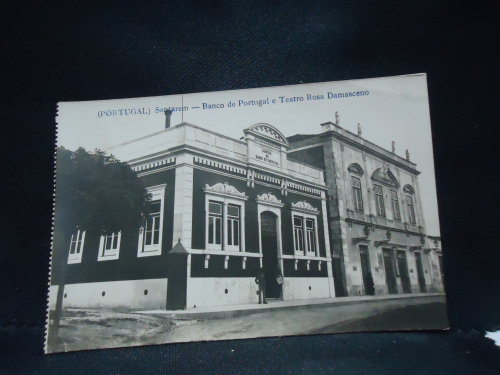 (PORTUGAL) Santarem — Banco de Portugal e Teatro Rosa Damasceno